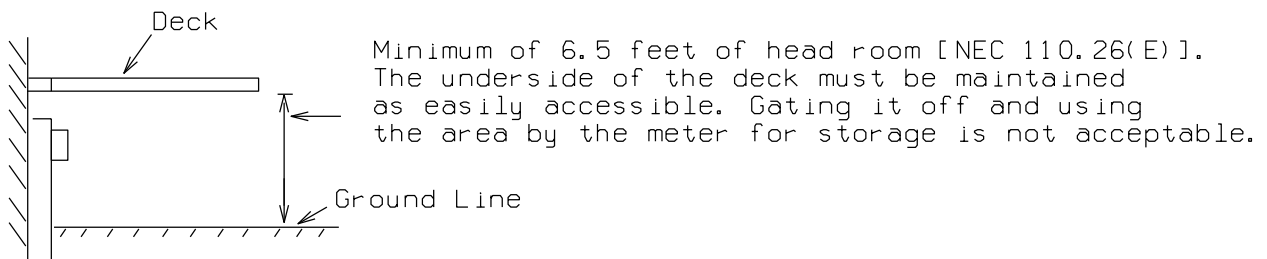 Deck
Minimum of 6.5 feet of head room [NEC 110.26(E)].
The underside of the deck must be maintained
as easily accessible. Gating it off and using
the area by the meter for storage is not acceptable.
Ground Line